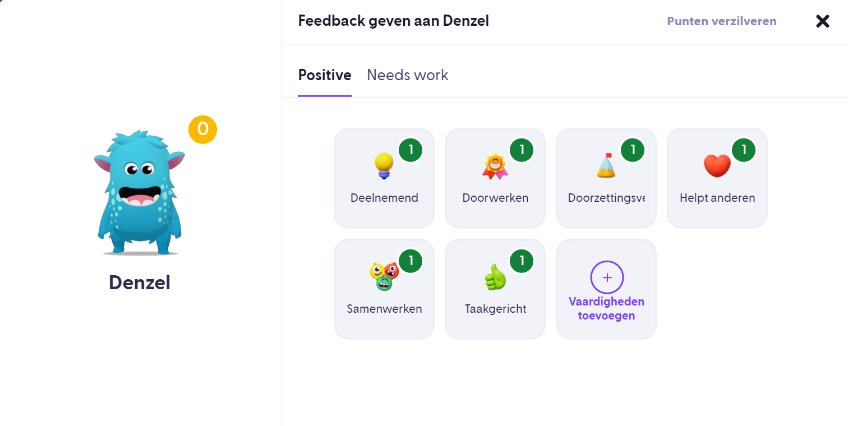 Feedback geven aan Denzel
Punten verzilveren
Positive
Needs work
0
Denzel
1
Deelnemend
1
Doorwerken
1
Doorzettingsve
1
Helpt anderen
1
Samenwerken
1
Taakgericht
Vaardigheden
toevoegen